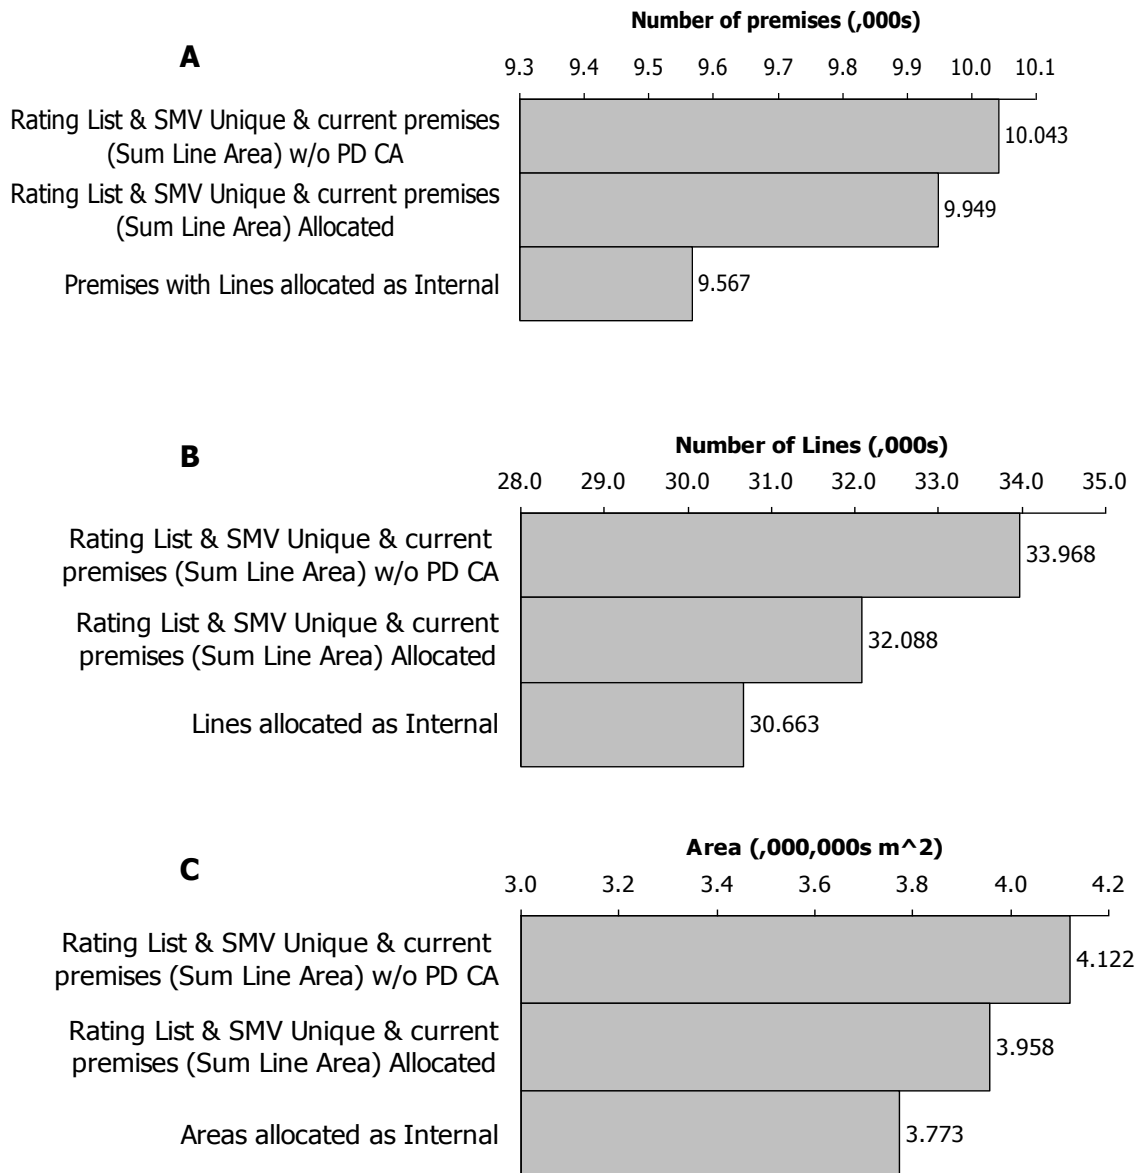 Number of premises (,000s)
A
9.3 9.4 9.5 9.6 9.7 9.8 9.9 10.0 10.1
Rating List & SMV Unique & current premises
(Sum Line Area) w/o PD CA
10.043
Rating List & SMV Unique & current premises
(Sum Line Area) Allocated
9.949
Premises with Lines allocated as Internal
9.567
Number of Lines (,000s)
B
28.0 29.0 30.0 31.0 32.0 33.0 34.0 35.0
Rating List & SMV Unique & current
premises (Sum Line Area) w/o PD CA
33.968
Rating List & SMV Unique & current
premises (Sum Line Area) Allocated
32.088
Lines allocated as Internal
30.663
Area (,000,000s m^2)
C
3.0 3.2 3.4 3.6 3.8 4.0 4.2
Rating List & SMV Unique & current
premises (Sum Line Area) w/o PD CA
4.122
Rating List & SMV Unique & current
premises (Sum Line Area) Allocated
3.958
Areas allocated as Internal
3.773